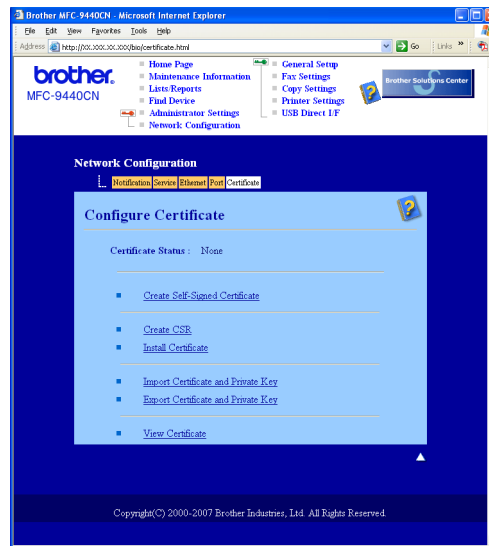 Brother MFC-9440CN - Microsoft Internet Explorer
File Edit View Favorites Tools Help
Address http://XX.XXX.XX.XXX/bio/certificate.html Go Links »
brother.
MFC-9440CN
Home Page
Maintenance Information
Lists/Reports
Find Device
Administrator Settings
Network Configuration
General Setup
Fax Settings
Copy Settings
Printer Settings
USB Direct I/F
Brother Solutions Center
Network Configuration
Notification Service Ethernet Port Certificate
Configure Certificate
Certificate Status : None
Create Self-Signed Certificate
Create CSR
Install Certificate
Import Certificate and Private Key
Export Certificate and Private Key
View Certificate
Copyright(C) 2000-2007 Brother Industries, Ltd. All Rights Reserved.